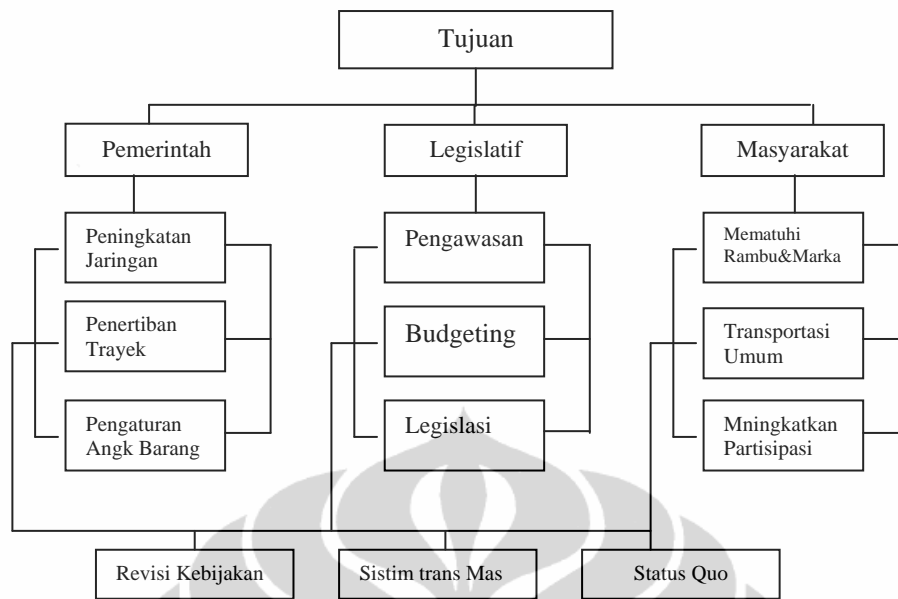 Tujuan
Pemerintah
Legislatif
Masyarakat
Peningkatan
Jaringan
Pengawasan
Mematuhi
Rambu&Marka
Penertiban
Trayek
Budgeting
Transportasi
Umum
Pengaturan
Angk Barang
Legislasi
Mningkatkan
Partisipasi
Revisi Kebijakan
Sistim trans Mas
Status Quo